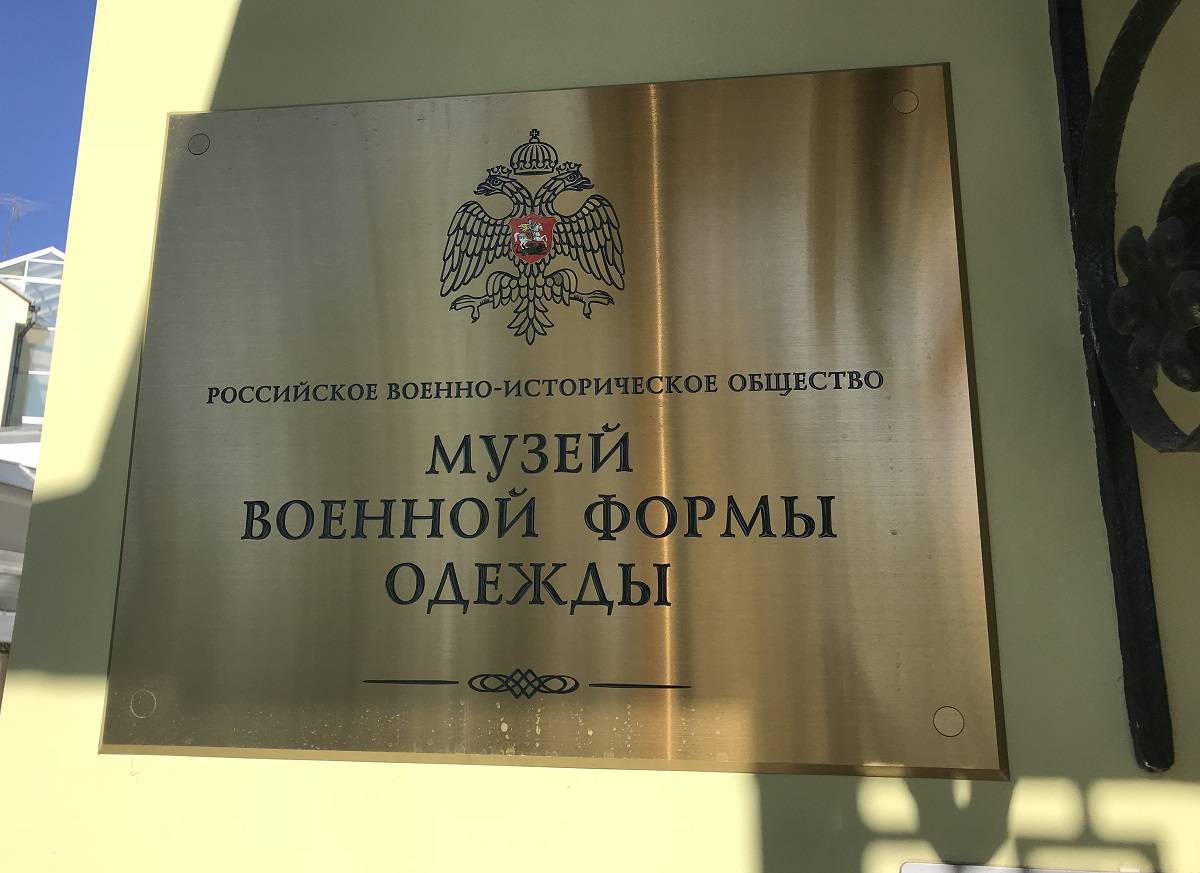 РОССИЙСКОЕ ВОЕННО-ИСТОРИЧЕСКОЕ ОБЩЕСТВО
МУЗЕЙ
ВОЕННОЙ ФОРМЫ
ОДЕЖДЫ